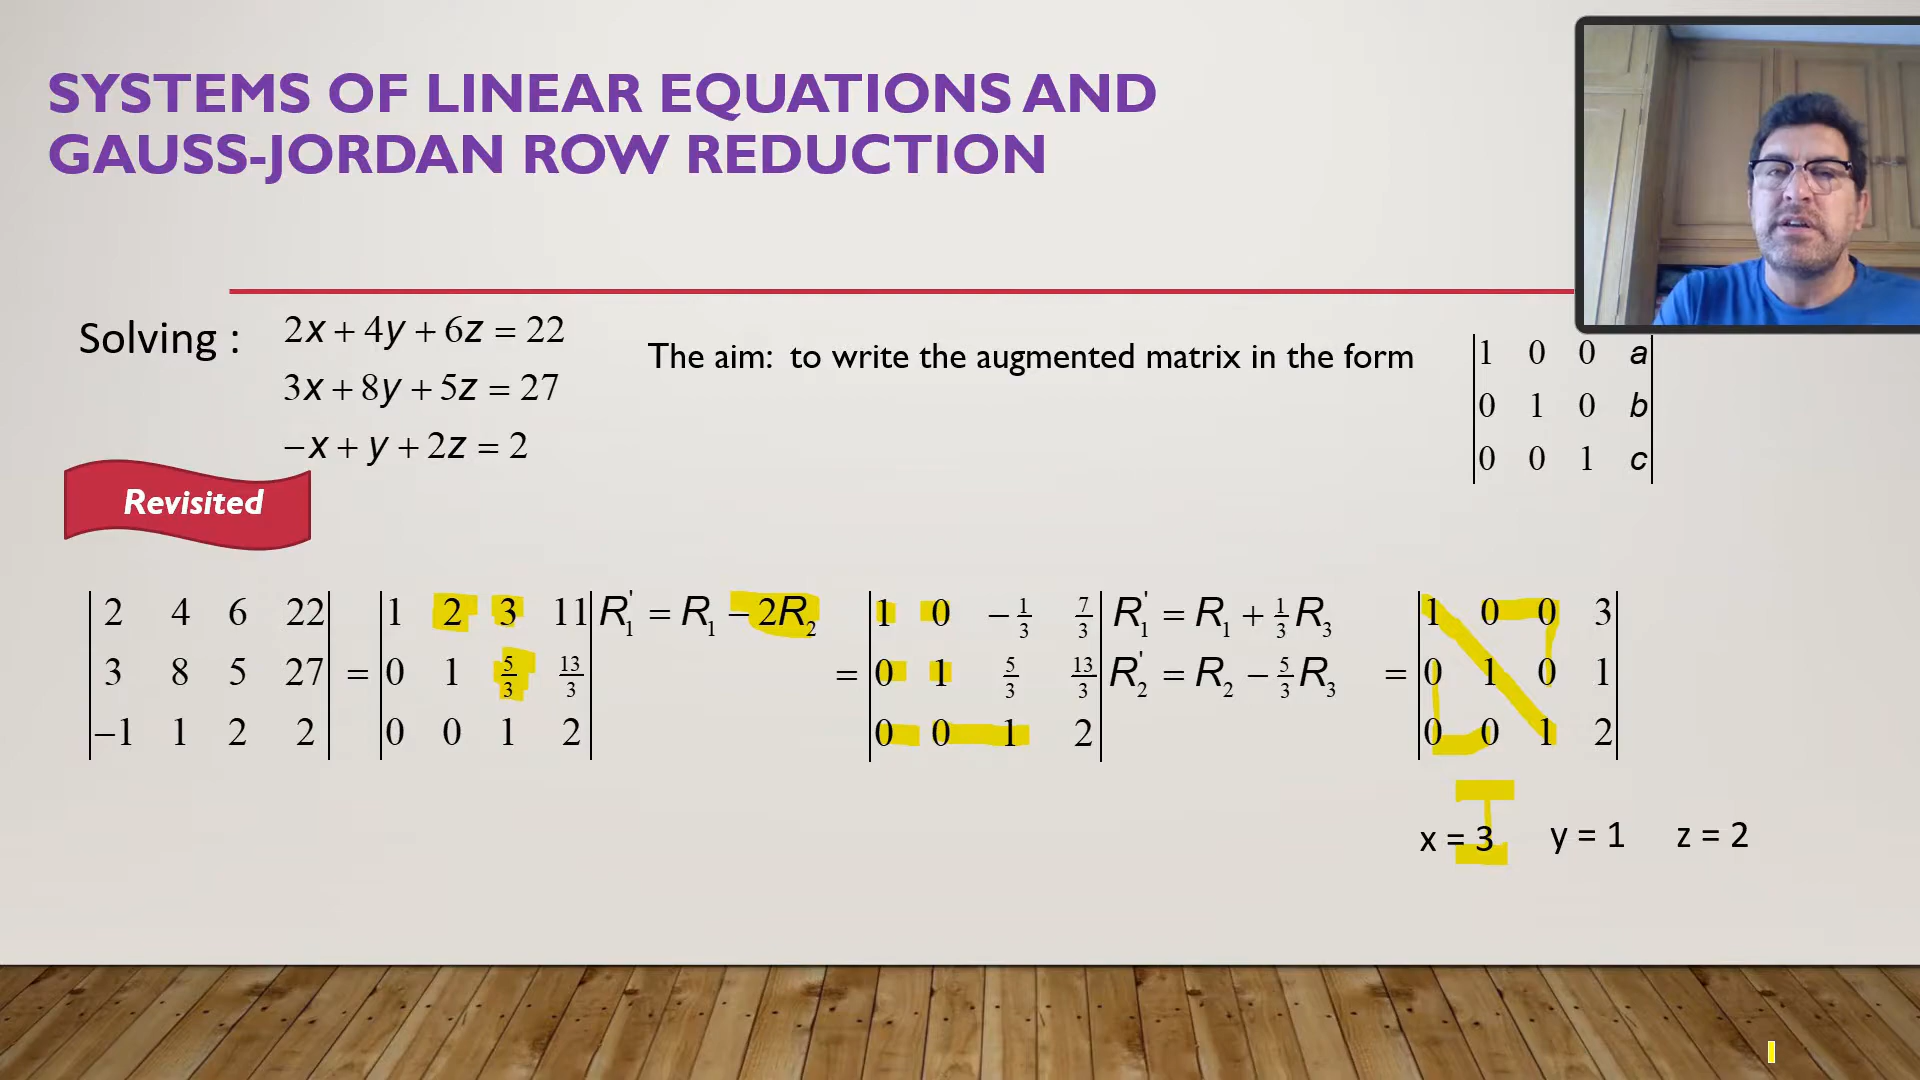 SYSTEMS OF LINEAR EQUATIONS AND
GAUSS-JORDAN ROW REDUCTION
Solving :
2x + 4y + 6z = 22
3x + 8y + 5z = 27
−x + y + 2z = 2
The aim: to write the augmented matrix in the form
|1 0 0 a|
|0 1 0 b|
|0 0 1 c|
Revisited
|2 4 6 22| |1 2 3 11| R₁' = R₁ − 2R₂ |1 0 −1/3 7/3| R₁' = R₁ + 1/3 R₃ |1 0 0 3|
|3 8 5 27| = |0 1 5/3 13/3| = |0 1 5/3 13/3| R₂' = R₂ − 5/3 R₃ = |0 1 0 1|
|−1 1 2 2| |0 0 1 2| |0 0 1 2| |0 0 1 2|
I
x = 3 y = 1 z = 2